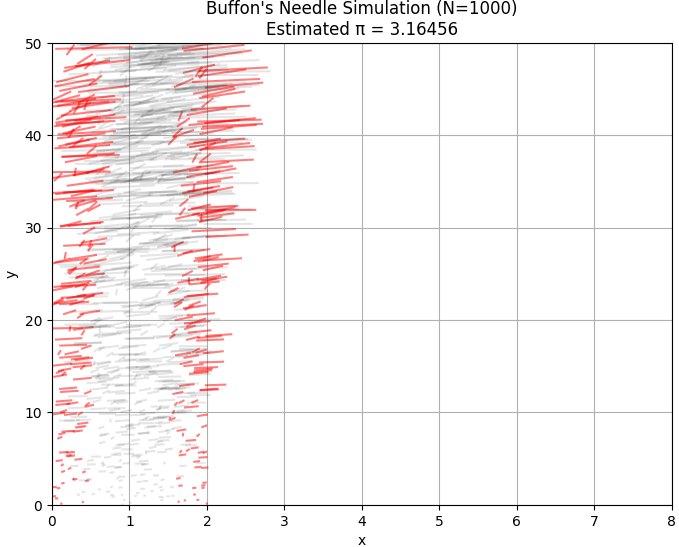 Buffon's Needle Simulation (N=1000)
Estimated π = 3.16456
50
40
30
20
10
0
y
0 1 2 3 4 5 6 7 8
x